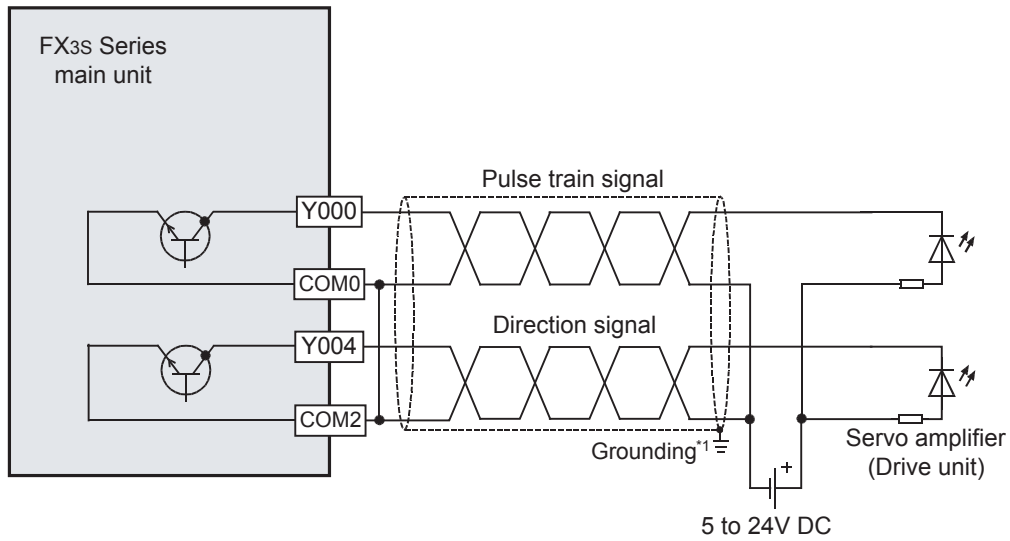 FX3S Series
main unit
Pulse train signal
Y000
COM0
Direction signal
Y004
COM2
Grounding*1
+
Servo amplifier
(Drive unit)
5 to 24V DC